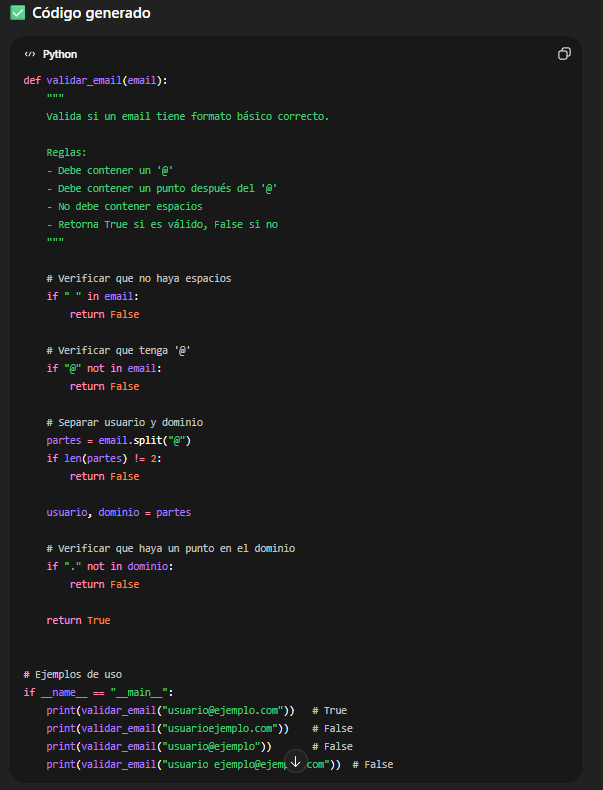 ✅ Código generado
</> Python
def validar_email(email):
    """
    Valida si un email tiene formato básico correcto.

    Reglas:
    - Debe contener un '@'
    - Debe contener un punto después del '@'
    - No debe contener espacios
    - Retorna True si es válido, False si no
    """

    # Verificar que no haya espacios
    if " " in email:
        return False

    # Verificar que tenga '@'
    if "@" not in email:
        return False

    # Separar usuario y dominio
    partes = email.split("@")
    if len(partes) != 2:
        return False

    usuario, dominio = partes

    # Verificar que haya un punto en el dominio
    if "." not in dominio:
        return False

    return True


# Ejemplos de uso
if __name__ == "__main__":
    print(validar_email("usuario@ejemplo.com"))   # True
    print(validar_email("usuarioejemplo.com"))    # False
    print(validar_email("usuario@ejemplo"))       # False
    print(validar_email("usuario ejemplo@ejem .com"))  # False